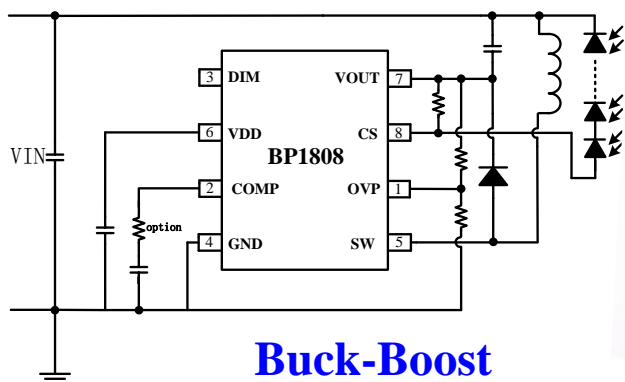 3 DIM VOUT 7
6 VDD CS 8
VIN
BP1808
2 COMP OVP 1
option
4 GND SW 5
Buck-Boost